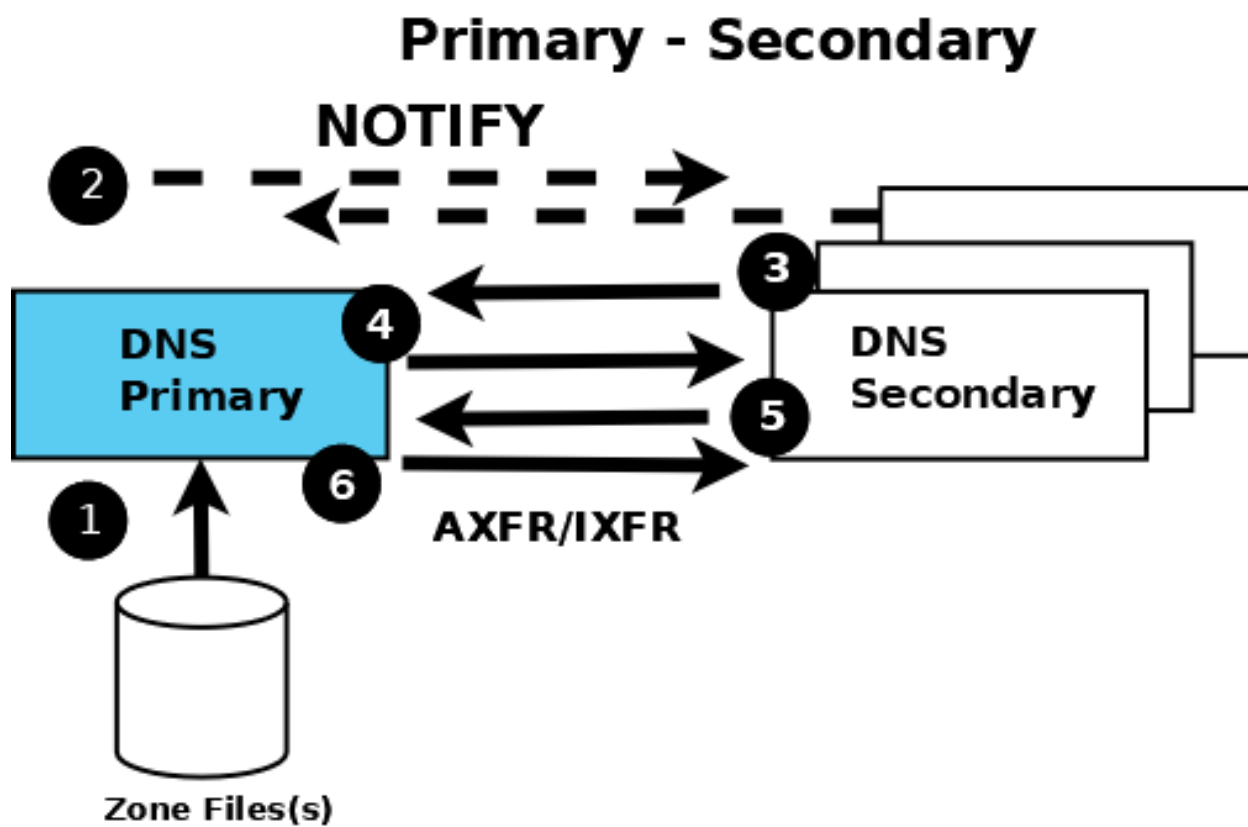 Primary - Secondary
NOTIFY
2
3
4
DNS
Primary
DNS
Secondary
5
6
1
AXFR/IXFR
Zone Files(s)